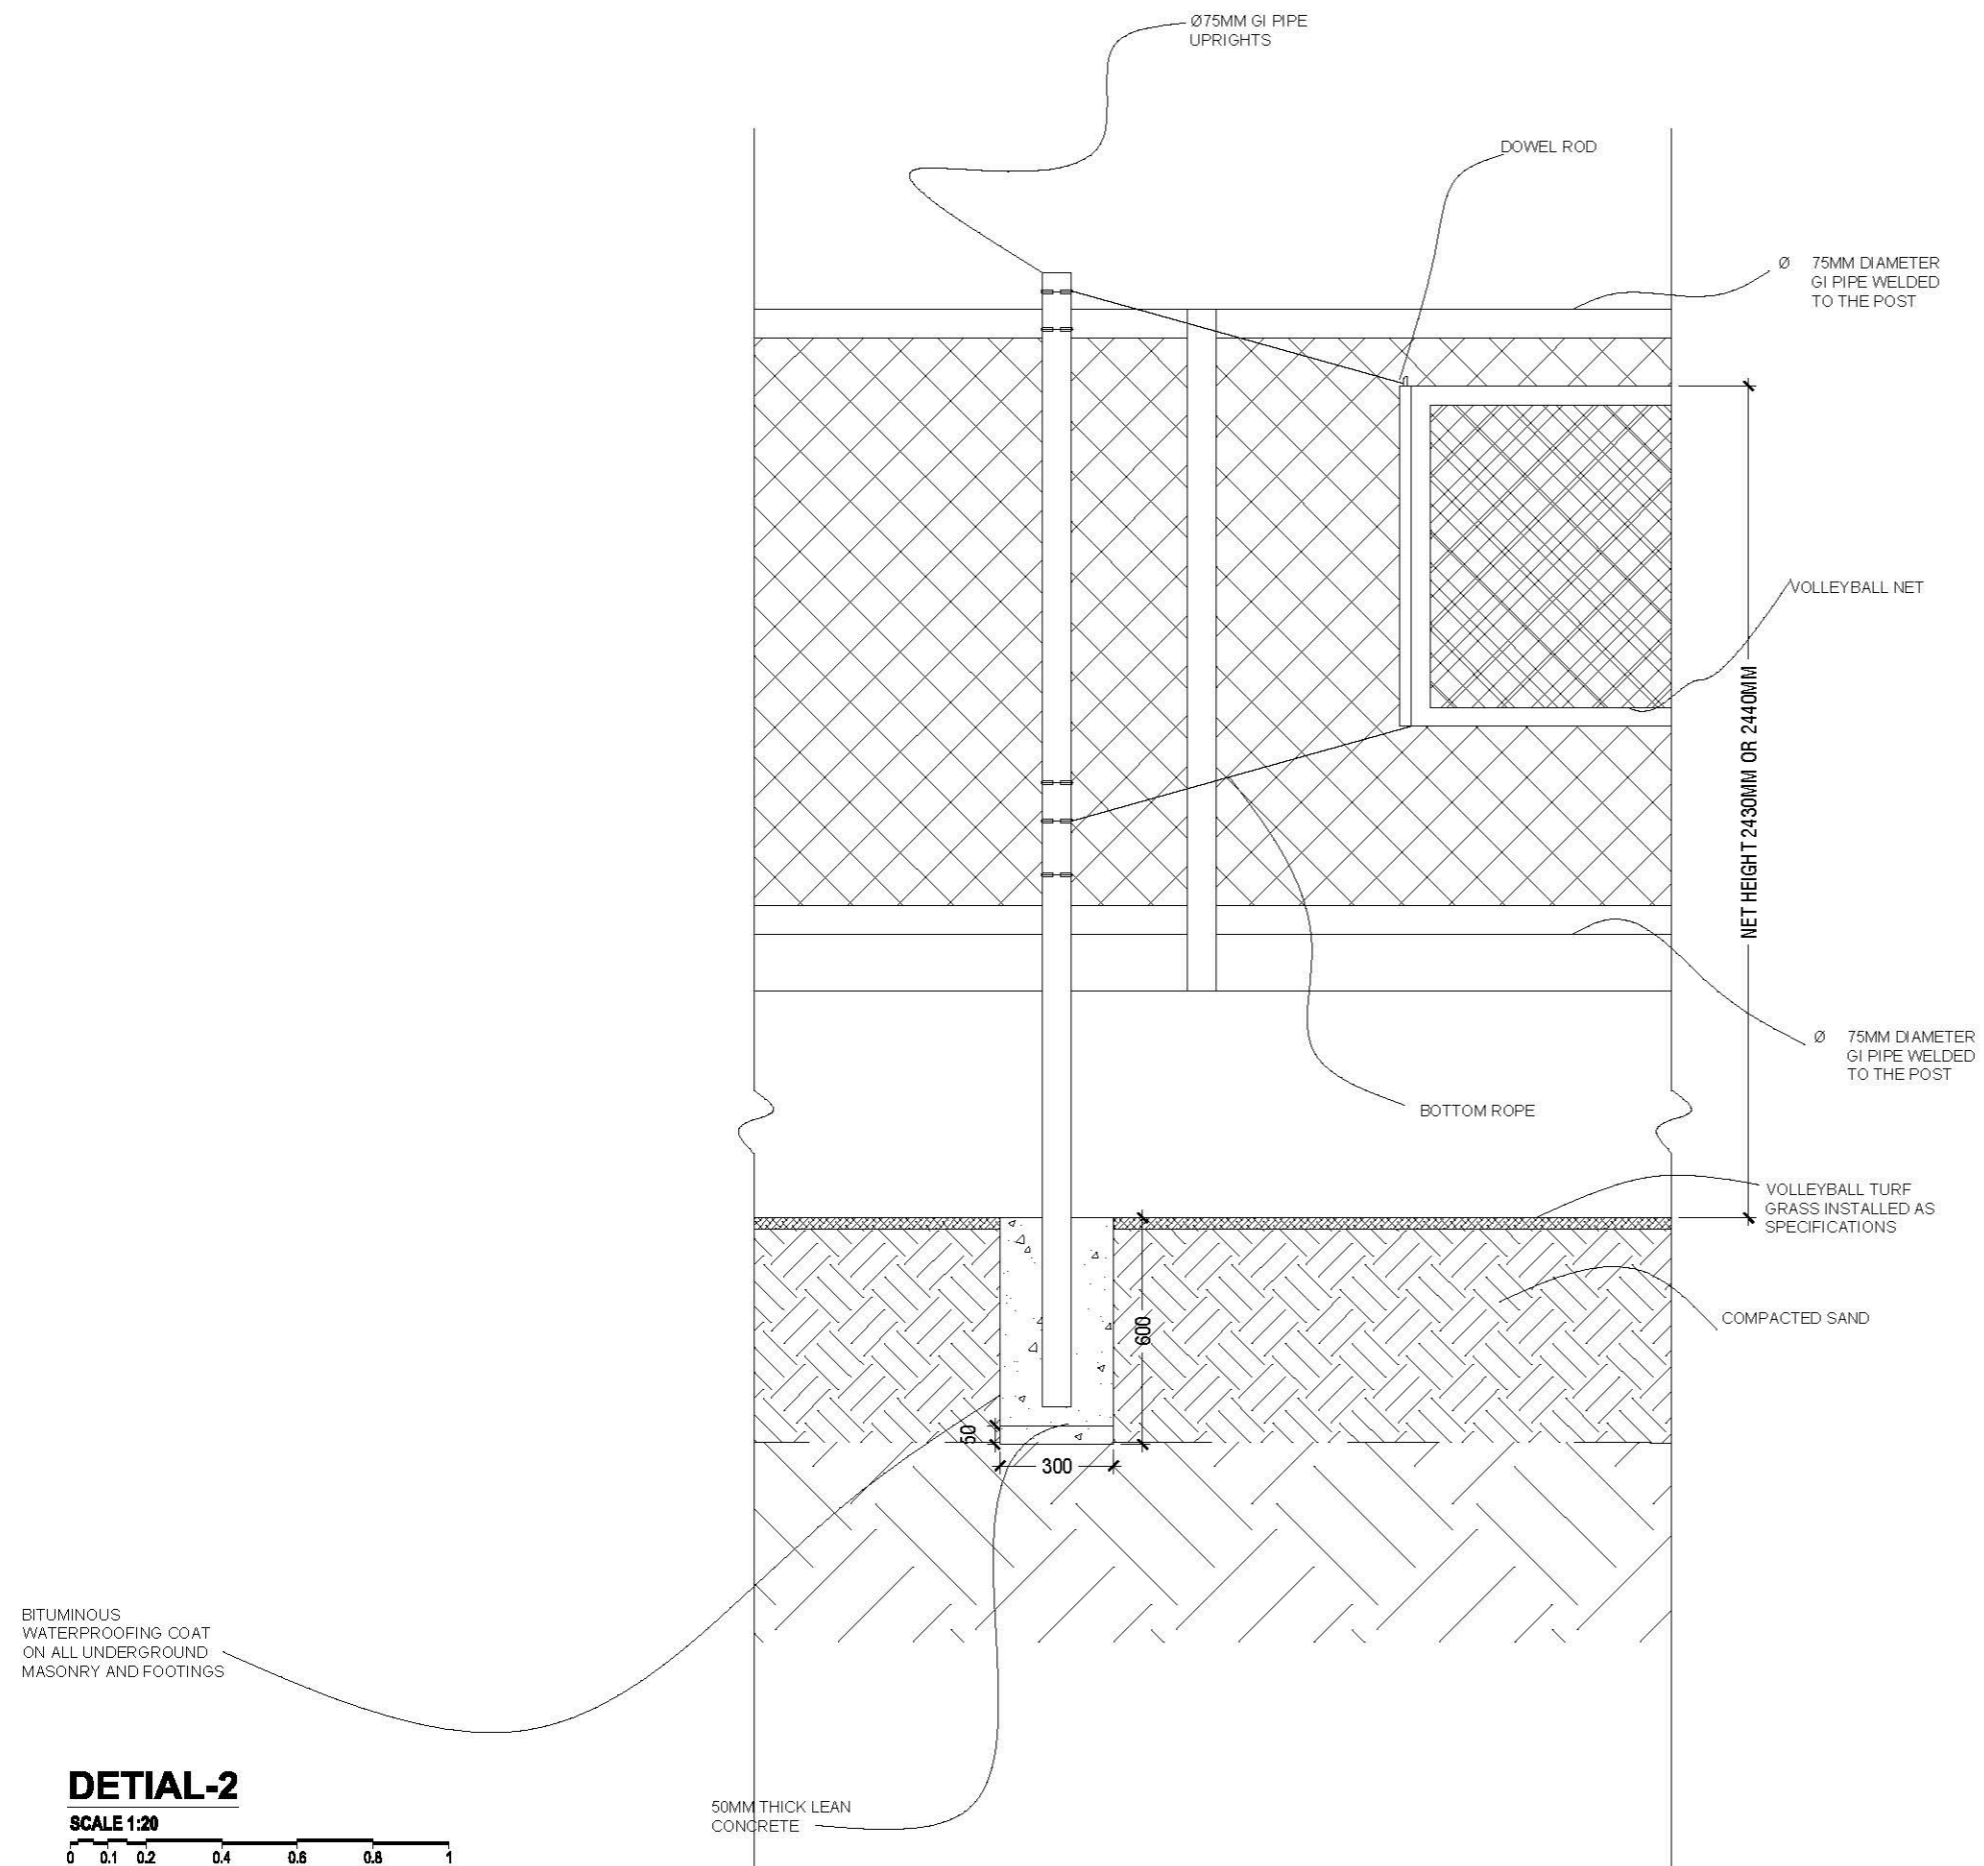 Ø75MM GI PIPE
UPRIGHTS
DOWEL ROD
Ø 75MM DIAMETER
GI PIPE WELDED
TO THE POST
VOLLEYBALL NET
NET HEIGHT 2430MM OR 2440MM
Ø 75MM DIAMETER
GI PIPE WELDED
TO THE POST
BOTTOM ROPE
VOLLEYBALL TURF
GRASS INSTALLED AS
SPECIFICATIONS
COMPACTED SAND
600
50
300
BITUMINOUS
WATERPROOFING COAT
ON ALL UNDERGROUND
MASONRY AND FOOTINGS
50MM THICK LEAN
CONCRETE
DETIAL-2
SCALE 1:20
0 0.1 0.2 0.4 0.6 0.8 1